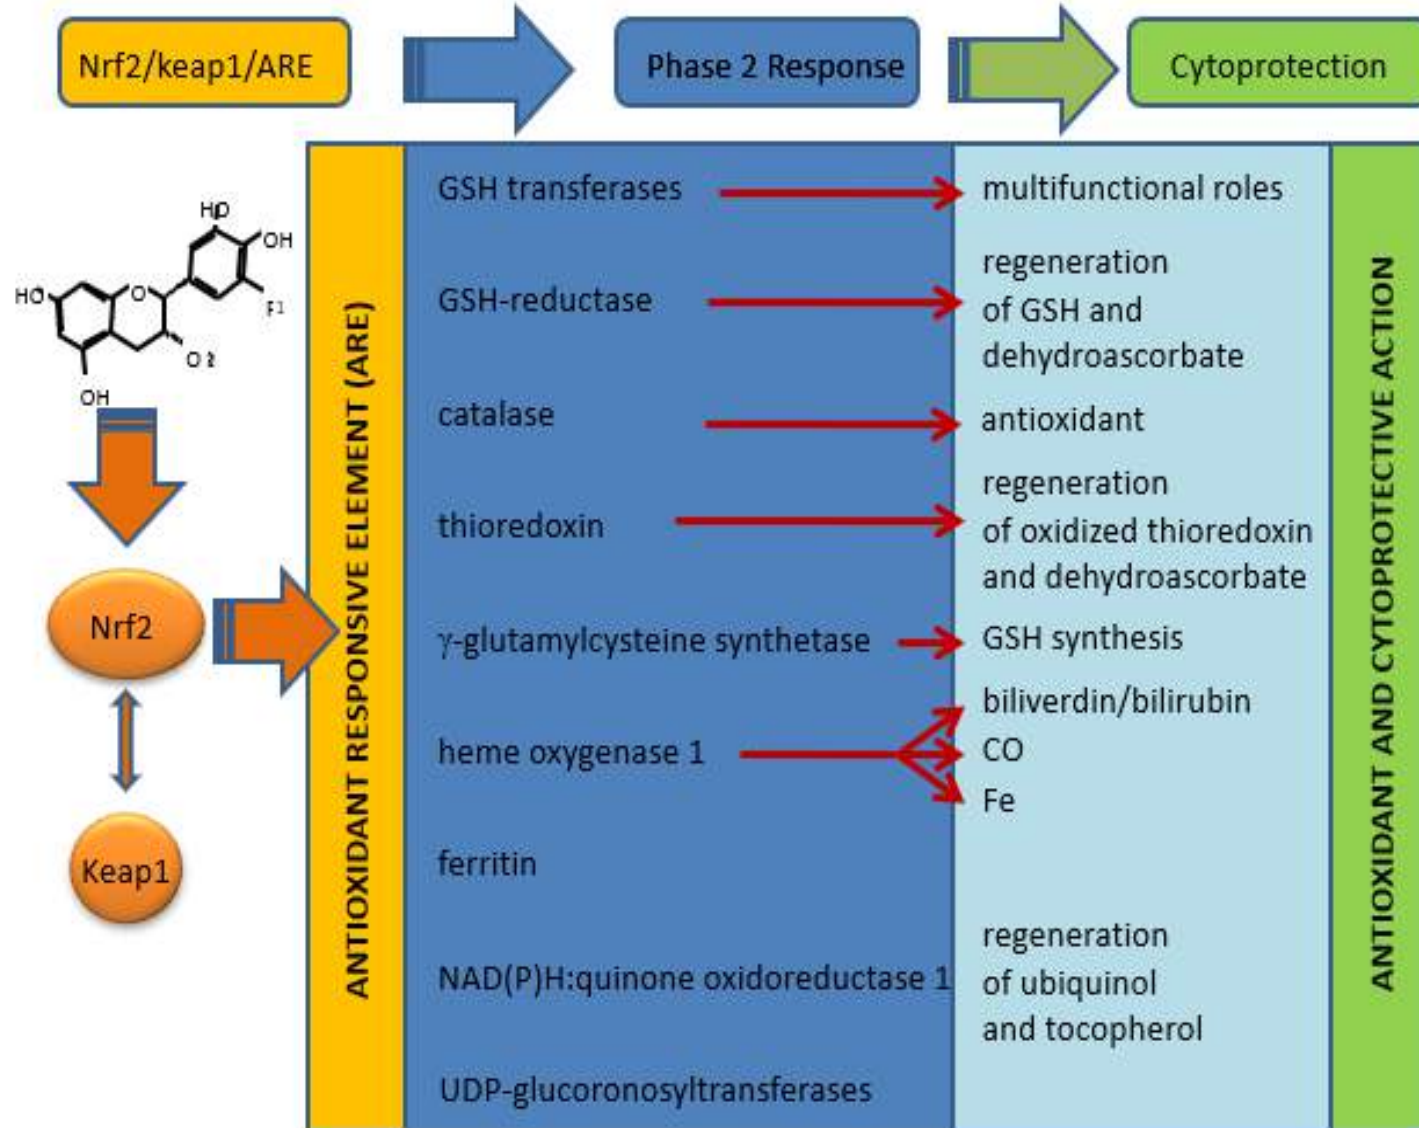 Nrf2/keap1/ARE
Phase 2 Response
Cytoprotection
HO
OH
HO
O
OH
Nrf2
Keap1
ANTIOXIDANT RESPONSIVE ELEMENT (ARE)
GSH transferases
multifunctional roles
GSH-reductase
regeneration
of GSH and
dehydroascorbate
catalase
antioxidant
thioredoxin
regeneration
of oxidized thioredoxin
and dehydroascorbate
γ-glutamylcysteine synthetase
GSH synthesis
heme oxygenase 1
biliverdin/bilirubin
CO
Fe
ferritin
NAD(P)H:quinone oxidoreductase 1
regeneration
of ubiquinol
and tocopherol
UDP-glucoronosyltransferases
ANTIOXIDANT AND CYTOPROTECTIVE ACTION